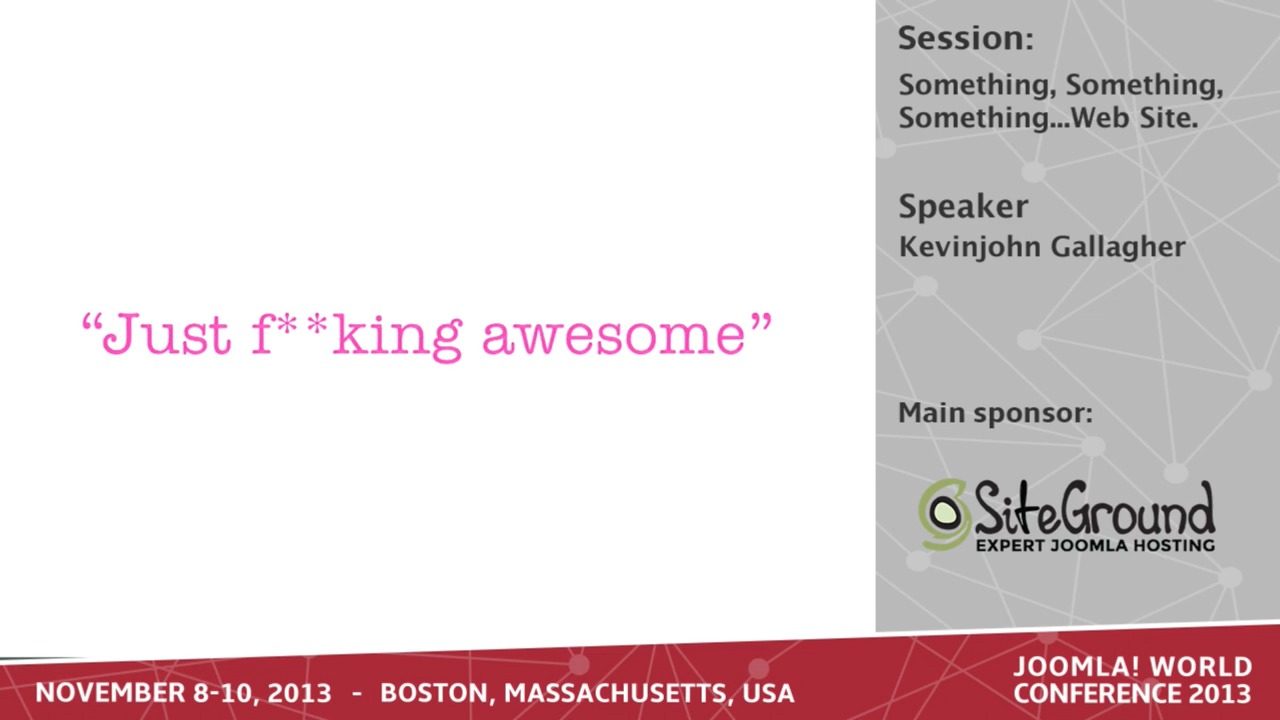 “Just f**king awesome”
Session:
Something, Something,
Something...Web Site.
Speaker
Kevinjohn Gallagher
Main sponsor:
SiteGround
EXPERT JOOMLA HOSTING
NOVEMBER 8-10, 2013 - BOSTON, MASSACHUSETTS, USA
JOOMLA! WORLD
CONFERENCE 2013